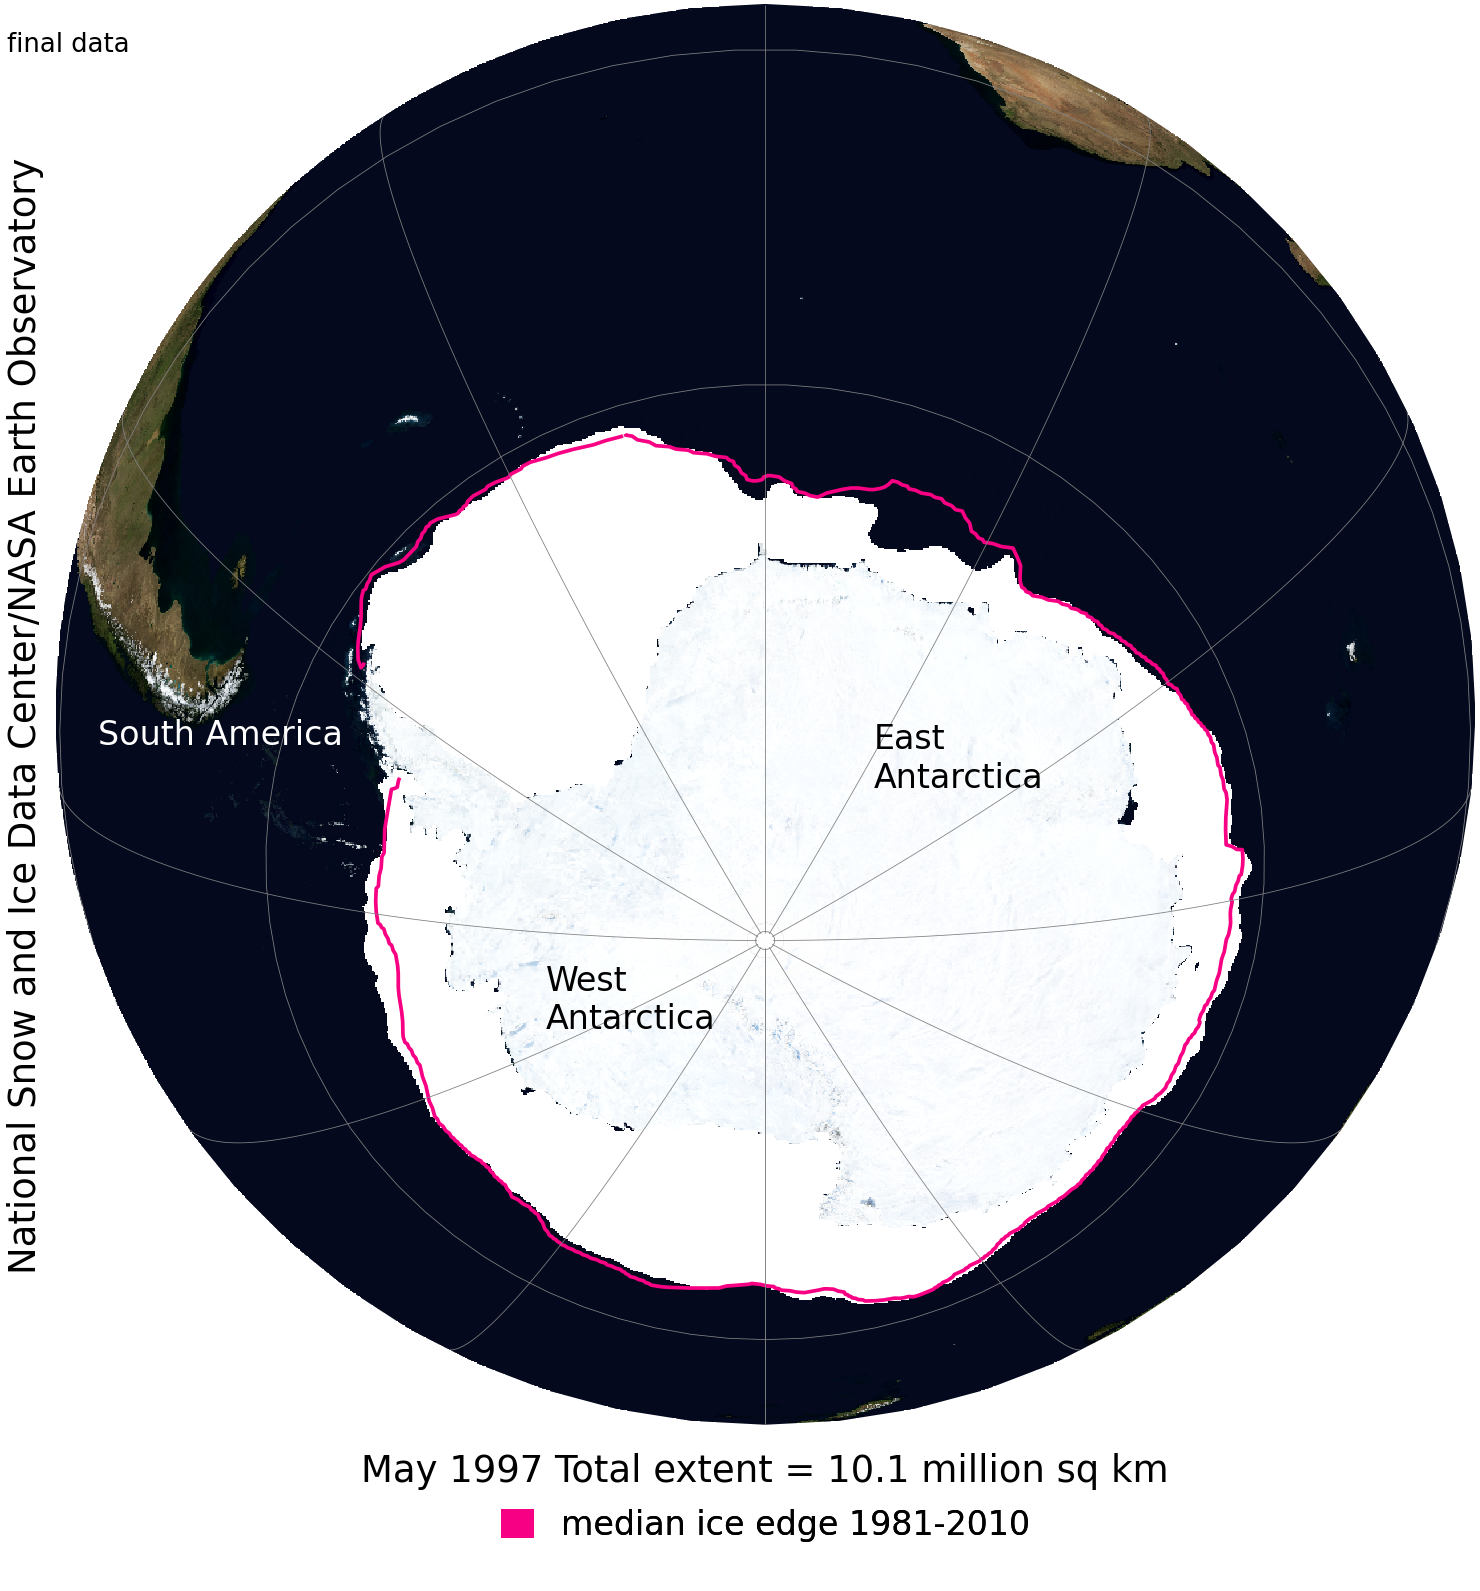 final data
National Snow and Ice Data Center/NASA Earth Observatory
South America
East
Antarctica
West
Antarctica
May 1997 Total extent = 10.1 million sq km
median ice edge 1981-2010